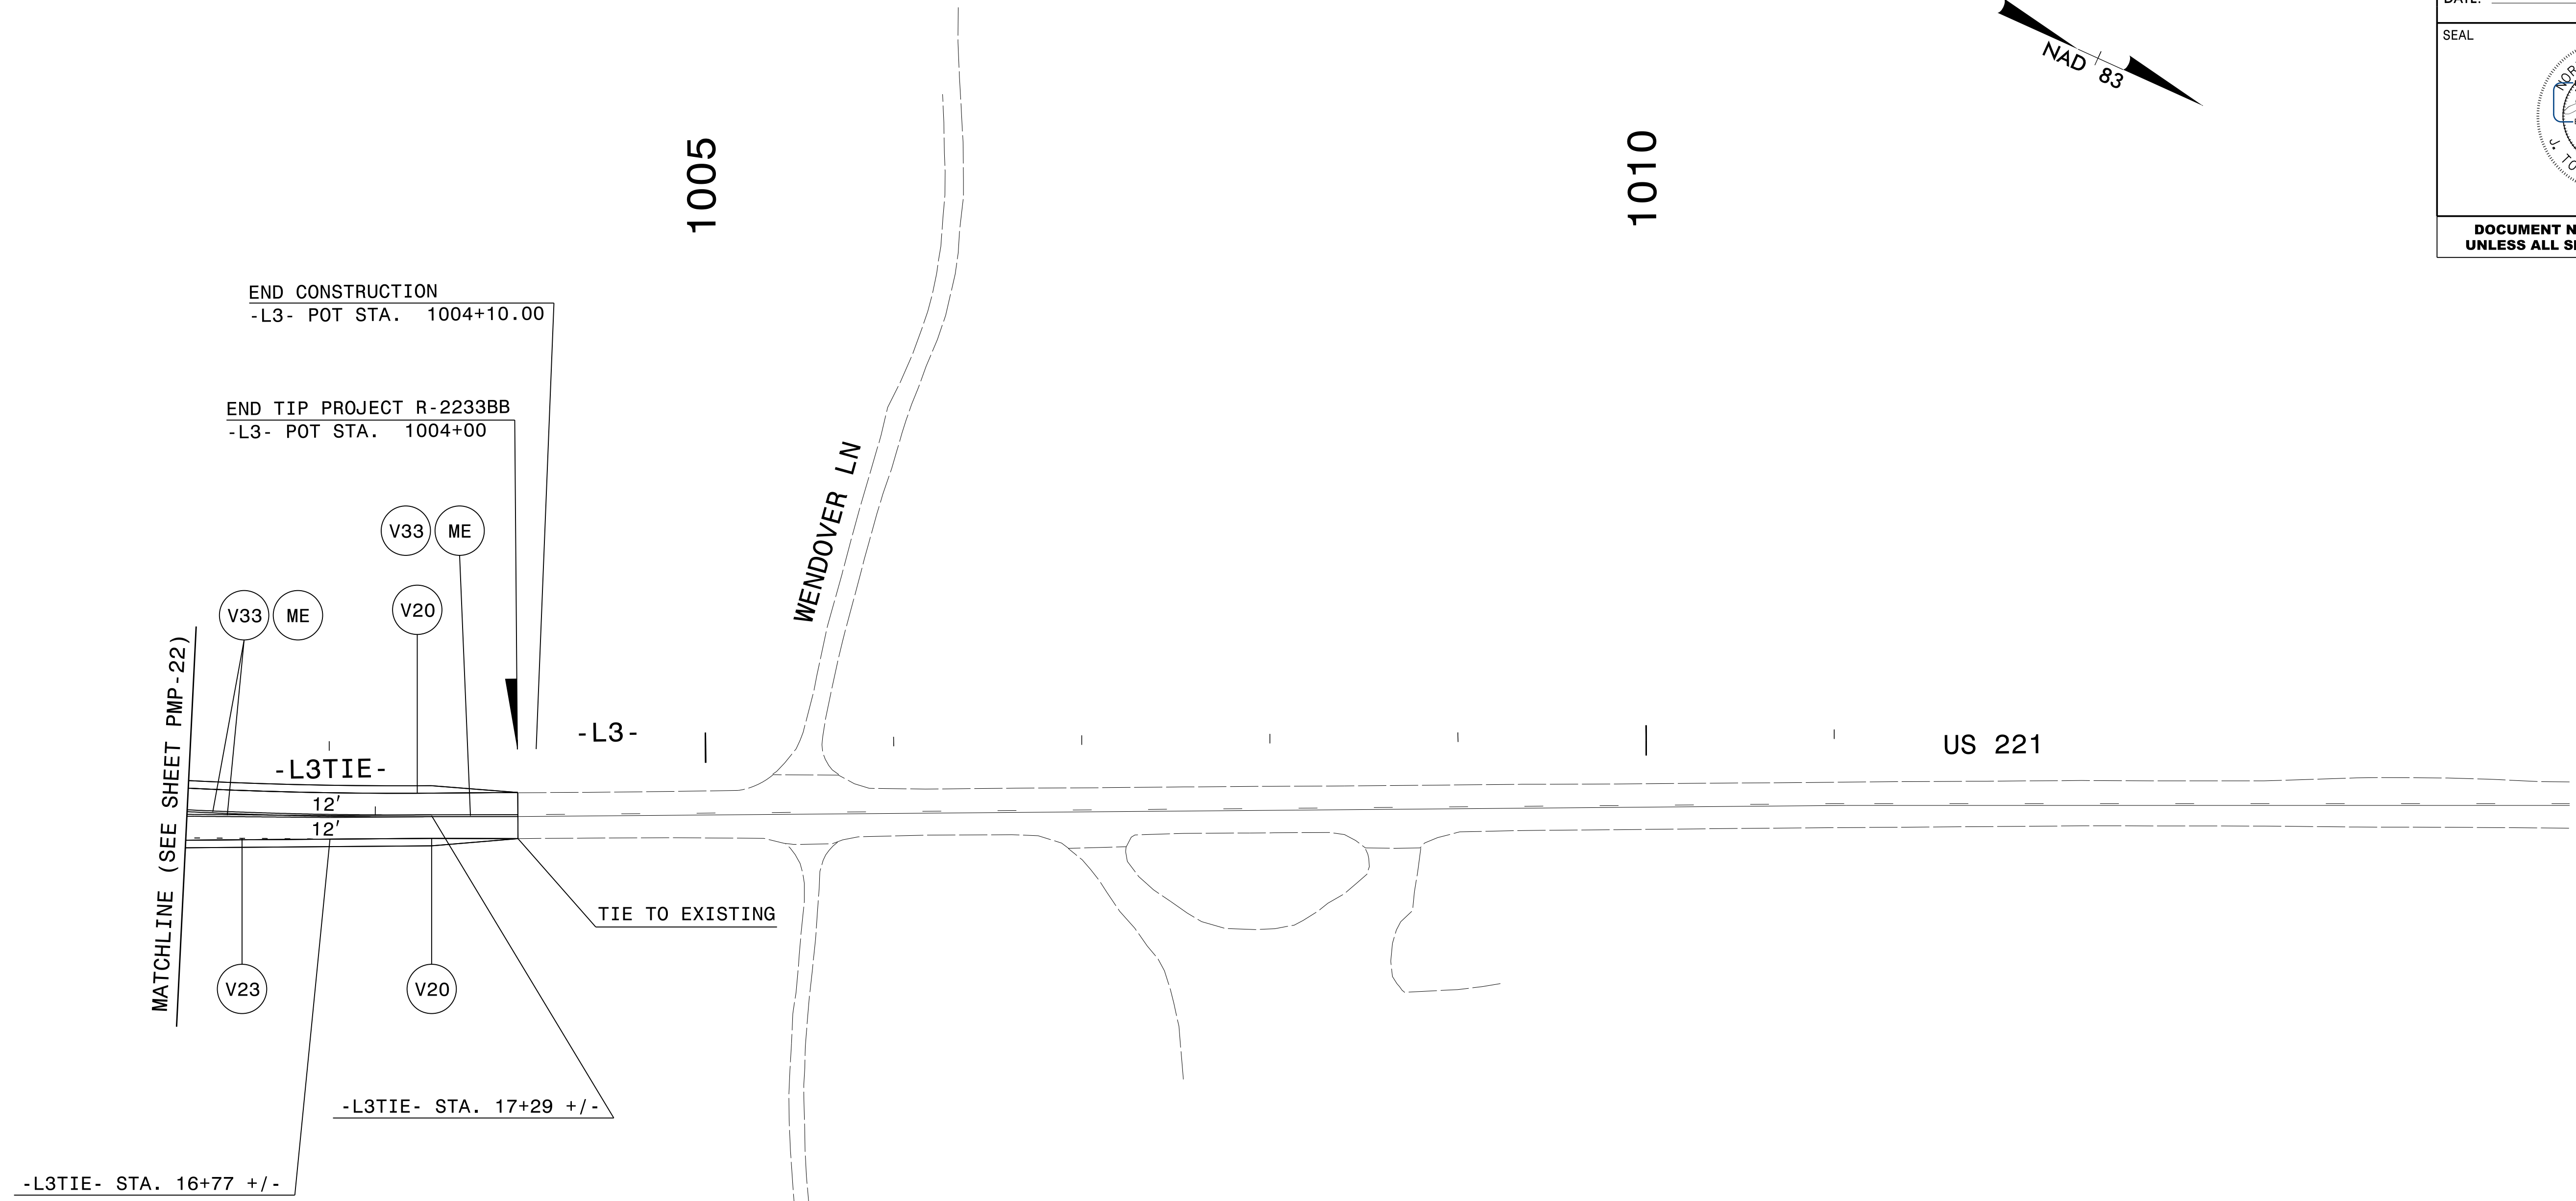 DATE:
SEAL
NAD 83
1005
1010
END CONSTRUCTION
-L3- POT STA. 1004+10.00
END TIP PROJECT R-2233BB
-L3- POT STA. 1004+00
WENDOVER LN
V33 ME
V33 ME
V20
MATCHLINE (SEE SHEET PMP-22)
-L3-
US 221
-L3TIE-
12'
12'
TIE TO EXISTING
V23
V20
-L3TIE- STA. 17+29 +/-
-L3TIE- STA. 16+77 +/-
J.
DOCUMENT
UNLESS ALL